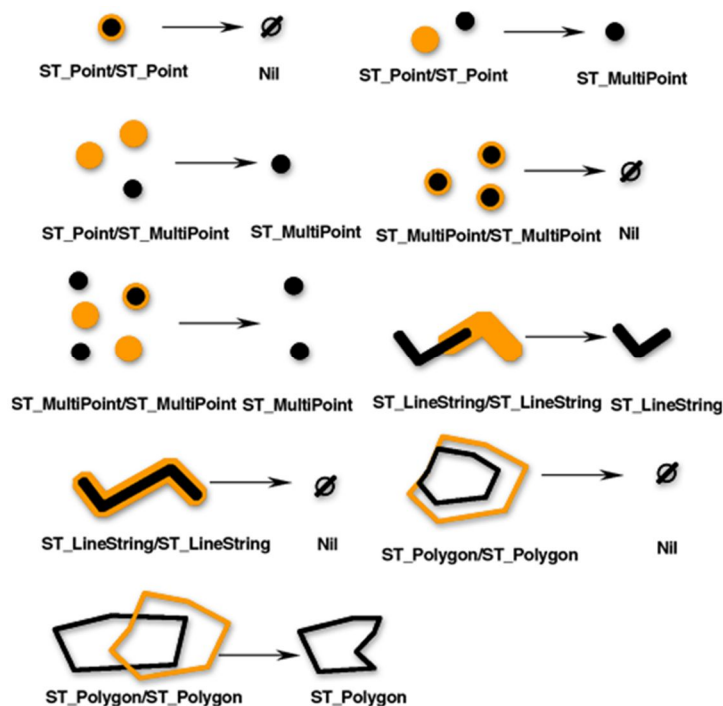 ST_Point/ST_Point Nil
ST_Point/ST_Point ST_MultiPoint
ST_Point/ST_MultiPoint ST_MultiPoint
ST_MultiPoint/ST_MultiPoint Nil
ST_MultiPoint/ST_MultiPoint ST_MultiPoint
ST_LineString/ST_LineString ST_LineString
ST_LineString/ST_LineString Nil
ST_Polygon/ST_Polygon Nil
ST_Polygon/ST_Polygon ST_Polygon